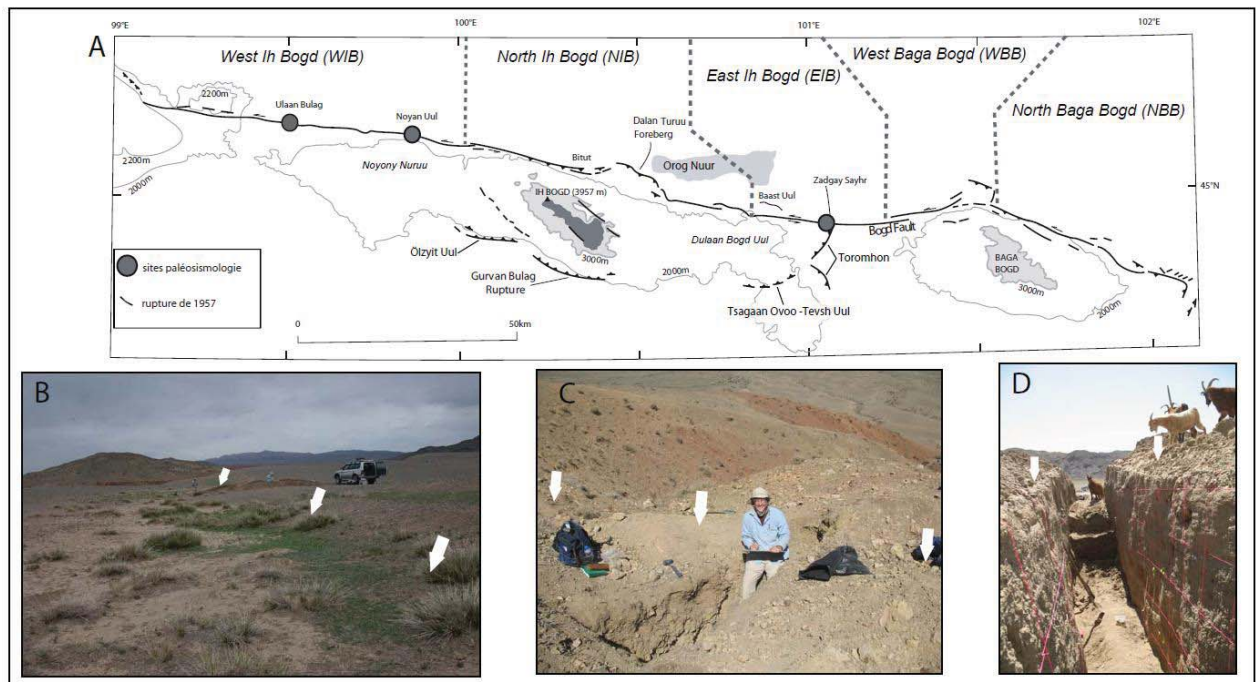 99°E
100°E
101°E
102°E
A
West Ih Bogd (WIB)
North Ih Bogd (NIB)
East Ih Bogd (EIB)
West Baga Bogd (WBB)
North Baga Bogd (NBB)
2200m
Ulaan Bulag
Noyan Uul
2200m
2000m
Noyony Nuruu
Bitut
Dalan Turuu
Foreberg
Orog Nuur
45°N
IH BOGD (3957 m)
3000m
Baast Uul
Zadgay Sayhr
Dulaan Bogd Uul
Bogd Fault
Ölzyit Uul
Gurvan Bulag
Rupture
2000m
Toromhon
Tsagaan Ovoo -Tevsh Uul
BAGA
BOGD
3000m
2000m
sites paléosismologie
rupture de 1957
0
50km
B
C
D